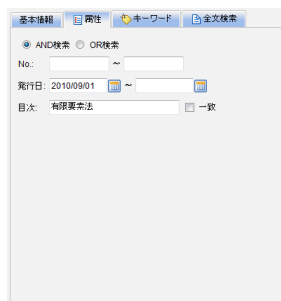 基本情報 属性 キーワード 全文検索
AND検索 OR検索
No.: ～
発行日: 2010/09/01 ～
目次: 有限要素法 一致